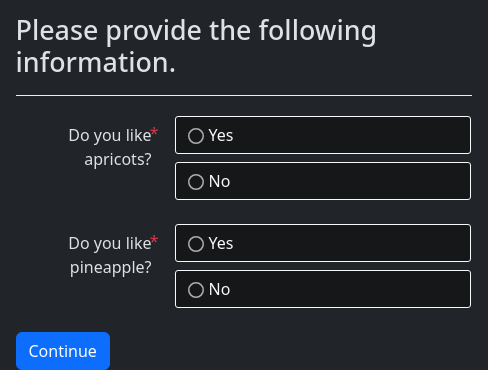 Please provide the following
information.
Do you like*
apricots?
Yes
No
Do you like*
pineapple?
Yes
No
Continue